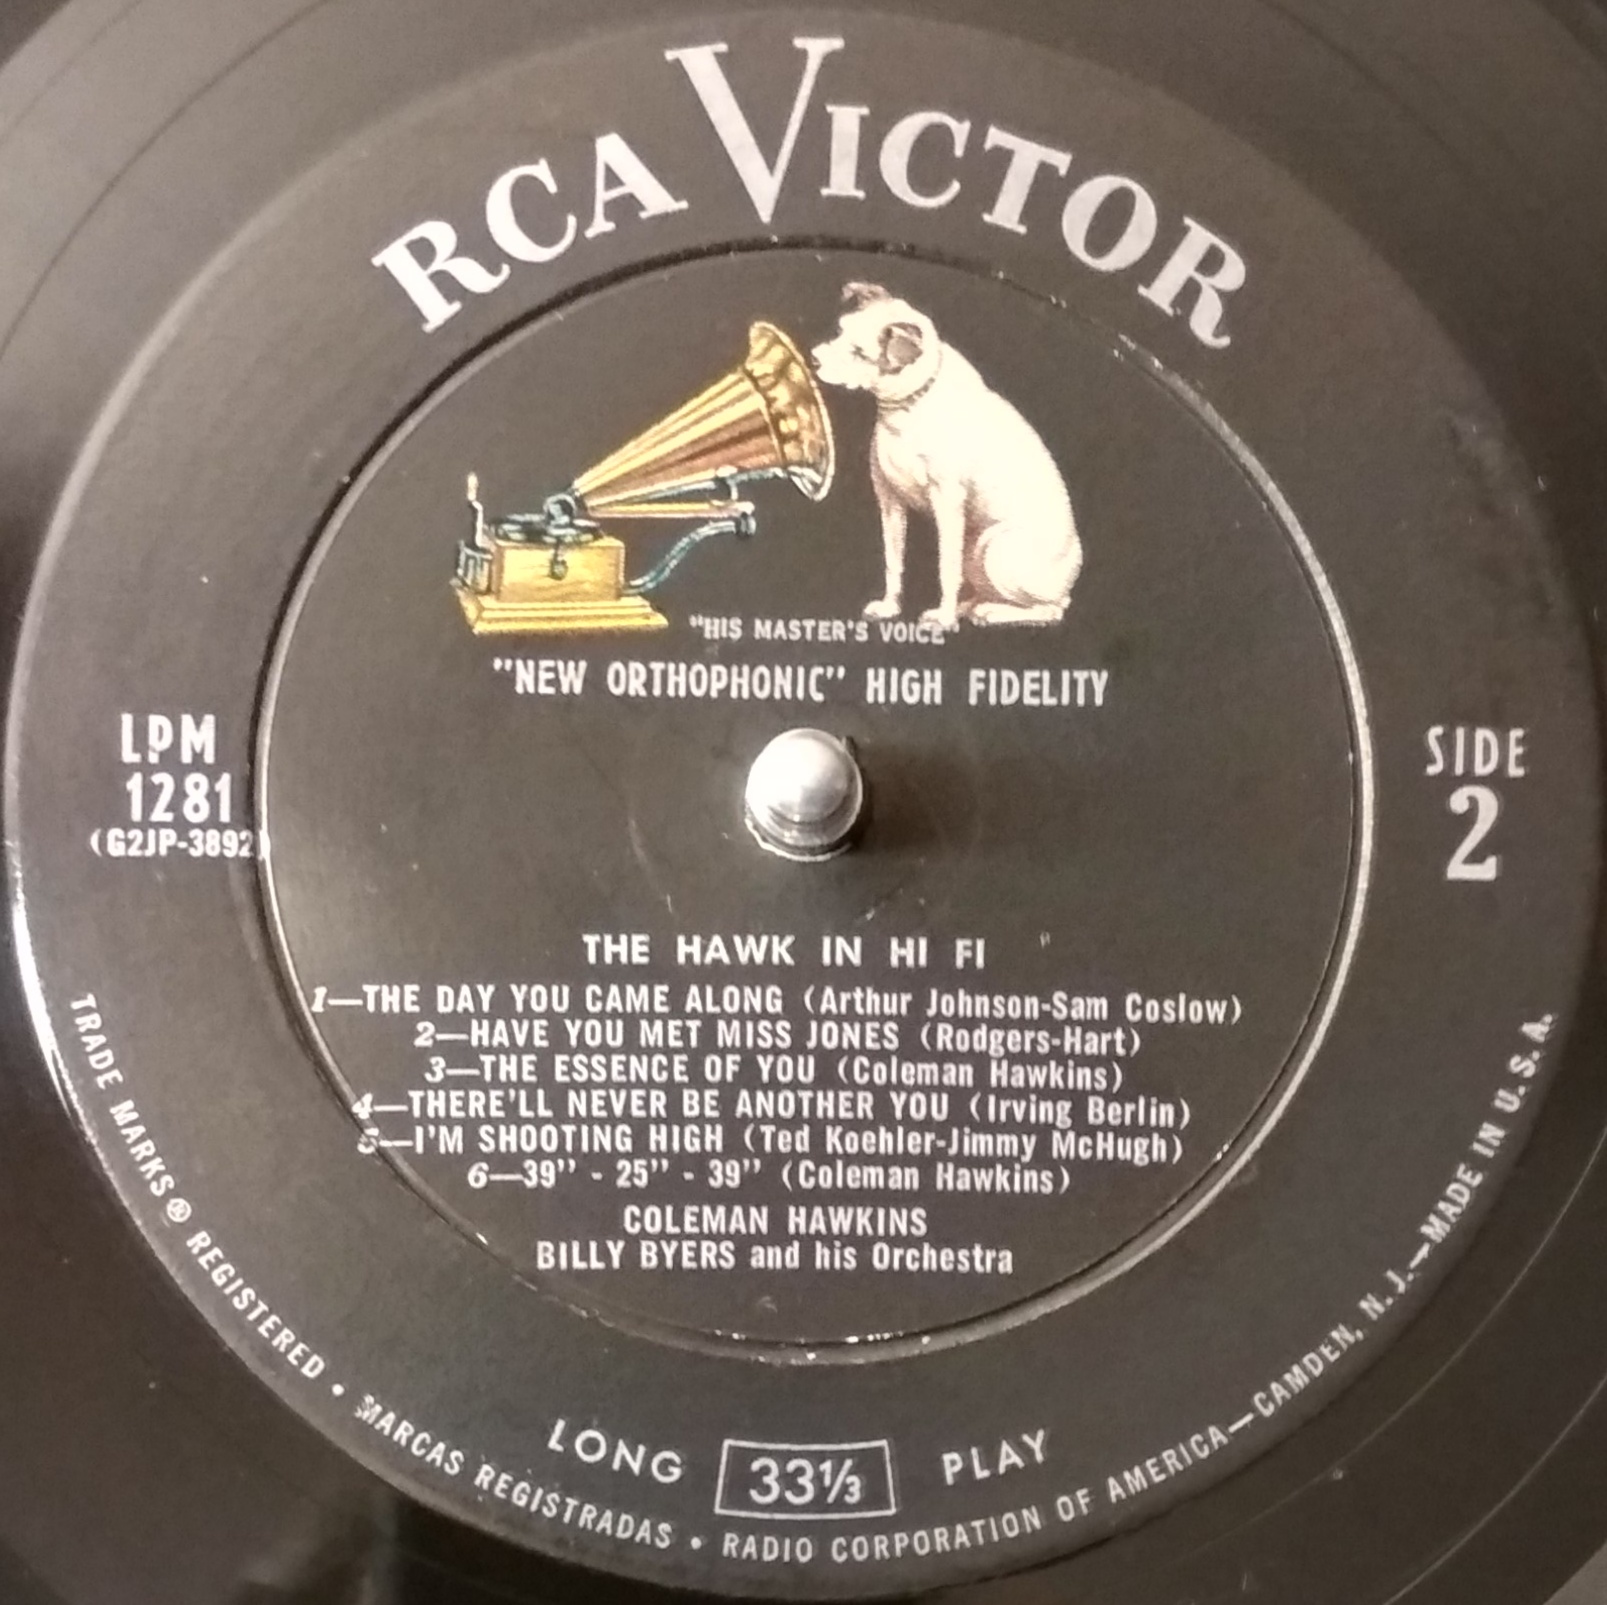 RCA VICTOR
"HIS MASTER'S VOICE"
"NEW ORTHOPHONIC" HIGH FIDELITY
LPM
1281
(G2JP-3892)
SIDE
2
THE HAWK IN HI FI
1—THE DAY YOU CAME ALONG (Arthur Johnson-Sam Coslow)
2—HAVE YOU MET MISS JONES (Rodgers-Hart)
3—THE ESSENCE OF YOU (Coleman Hawkins)
4—THERE'LL NEVER BE ANOTHER YOU (Irving Berlin)
5—I'M SHOOTING HIGH (Ted Koehler-Jimmy McHugh)
6—39" - 25" - 39" (Coleman Hawkins)
COLEMAN HAWKINS
BILLY BYERS and his Orchestra
LONG 33⅓ PLAY
TRADE MARKS ® REGISTERED • MARCAS REGISTRADAS • RADIO CORPORATION OF AMERICA—CAMDEN, N. J.—MADE IN U. S. A.